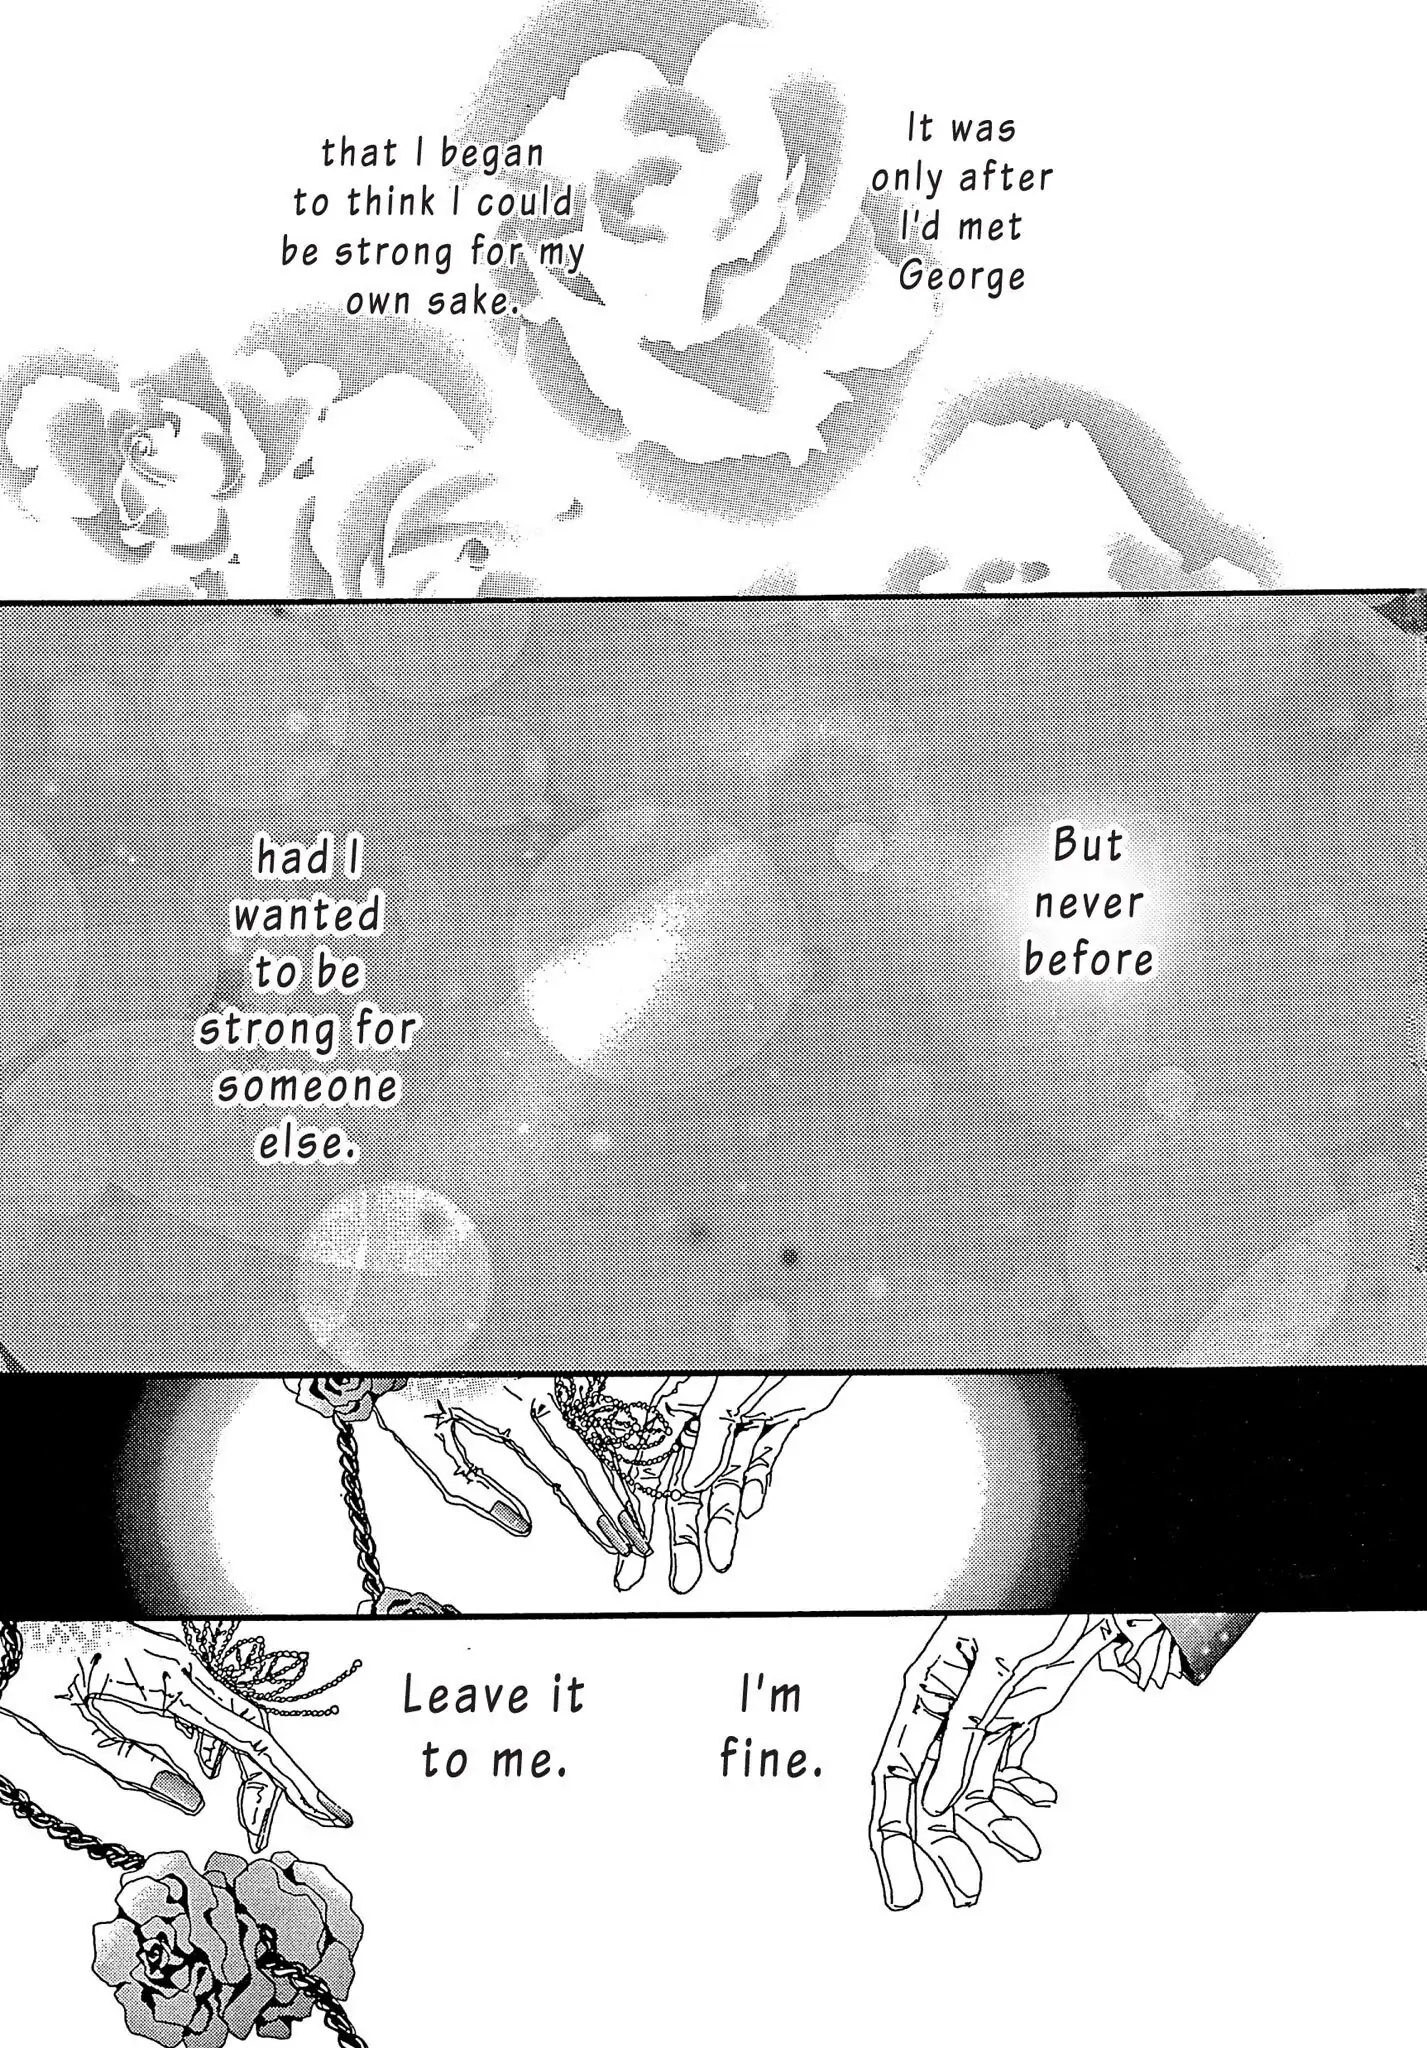 It was
only after
I'd met
George
that I began
to think I could
be strong for my
own sake.
But
never
before
had I
wanted
to be
strong for
someone
else.
I'm
fine.
Leave it
to me.